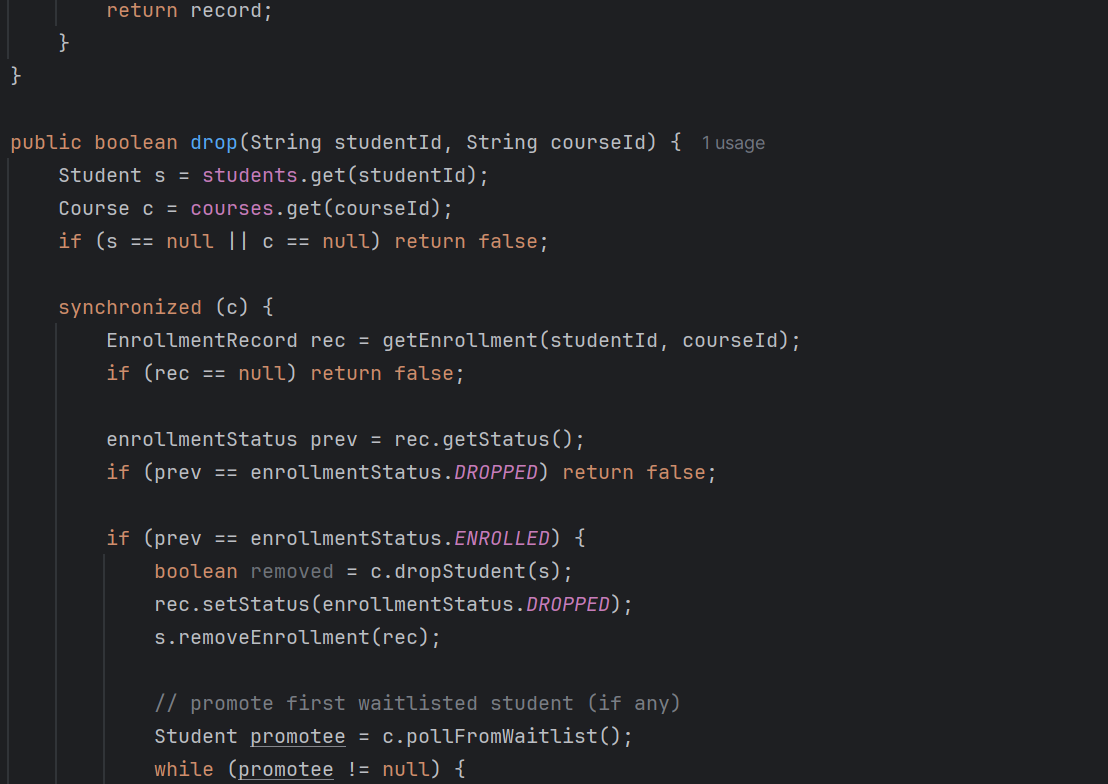 return record;
}
}
public boolean drop(String studentId, String courseId) { 1 usage
Student s = students.get(studentId);
Course c = courses.get(courseId);
if (s == null || c == null) return false;
synchronized (c) {
EnrollmentRecord rec = getEnrollment(studentId, courseId);
if (rec == null) return false;
enrollmentStatus prev = rec.getStatus();
if (prev == enrollmentStatus.DROPPED) return false;
if (prev == enrollmentStatus.ENROLLED) {
boolean removed = c.dropStudent(s);
rec.setStatus(enrollmentStatus.DROPPED);
s.removeEnrollment(rec);
// promote first waitlisted student (if any)
Student promotee = c.pollFromWaitlist();
while (promotee != null) {